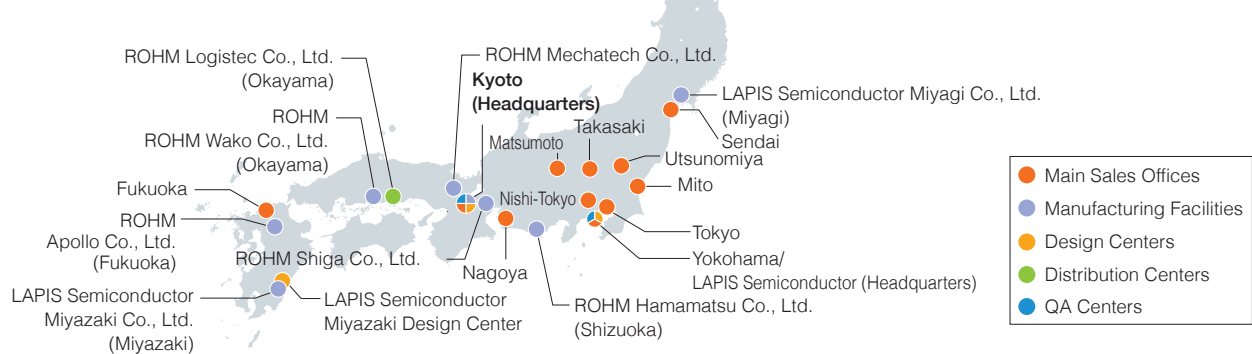 ROHM Logistec Co., Ltd.
(Okayama)
ROHM Mechatech Co., Ltd.
Kyoto
(Headquarters)
LAPIS Semiconductor Miyagi Co., Ltd.
(Miyagi)
Sendai
ROHM
ROHM Wako Co., Ltd.
(Okayama)
Takasaki
Matsumoto
Utsunomiya
Mito
Fukuoka
Nishi-Tokyo
ROHM
Apollo Co., Ltd.
(Fukuoka)
Tokyo
ROHM Shiga Co., Ltd.
Nagoya
Yokohama/
LAPIS Semiconductor (Headquarters)
LAPIS Semiconductor
Miyazaki Co., Ltd.
(Miyazaki)
LAPIS Semiconductor
Miyazaki Design Center
ROHM Hamamatsu Co., Ltd.
(Shizuoka)
Main Sales Offices
Manufacturing Facilities
Design Centers
Distribution Centers
QA Centers